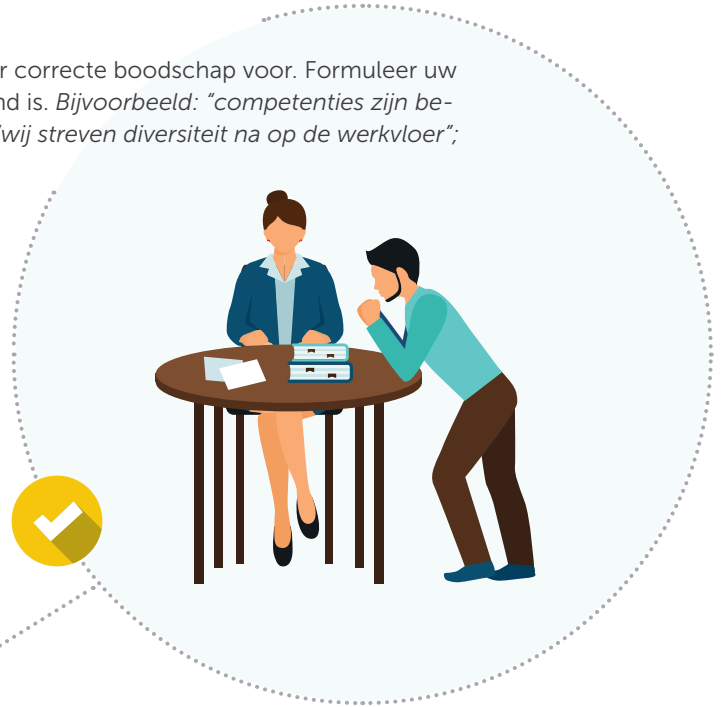 r correcte boodschap voor. Formuleer uw
nd is. Bijvoorbeeld: “competenties zijn be-
wij streven diversiteit na op de werkvloer”;